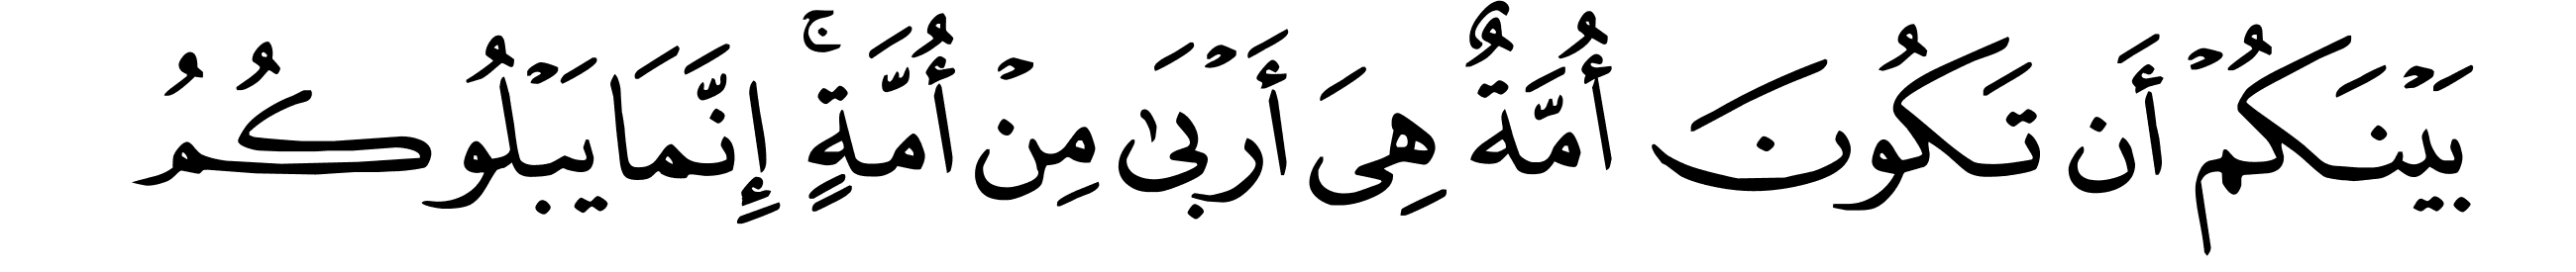 بَيْنَكُمْ أَن تَكُونَ أُمَّةٌ هِىَ أَرْبَىٰ مِنْ أُمَّةٍ ۚ إِنَّمَا يَبْلُوكُمُ